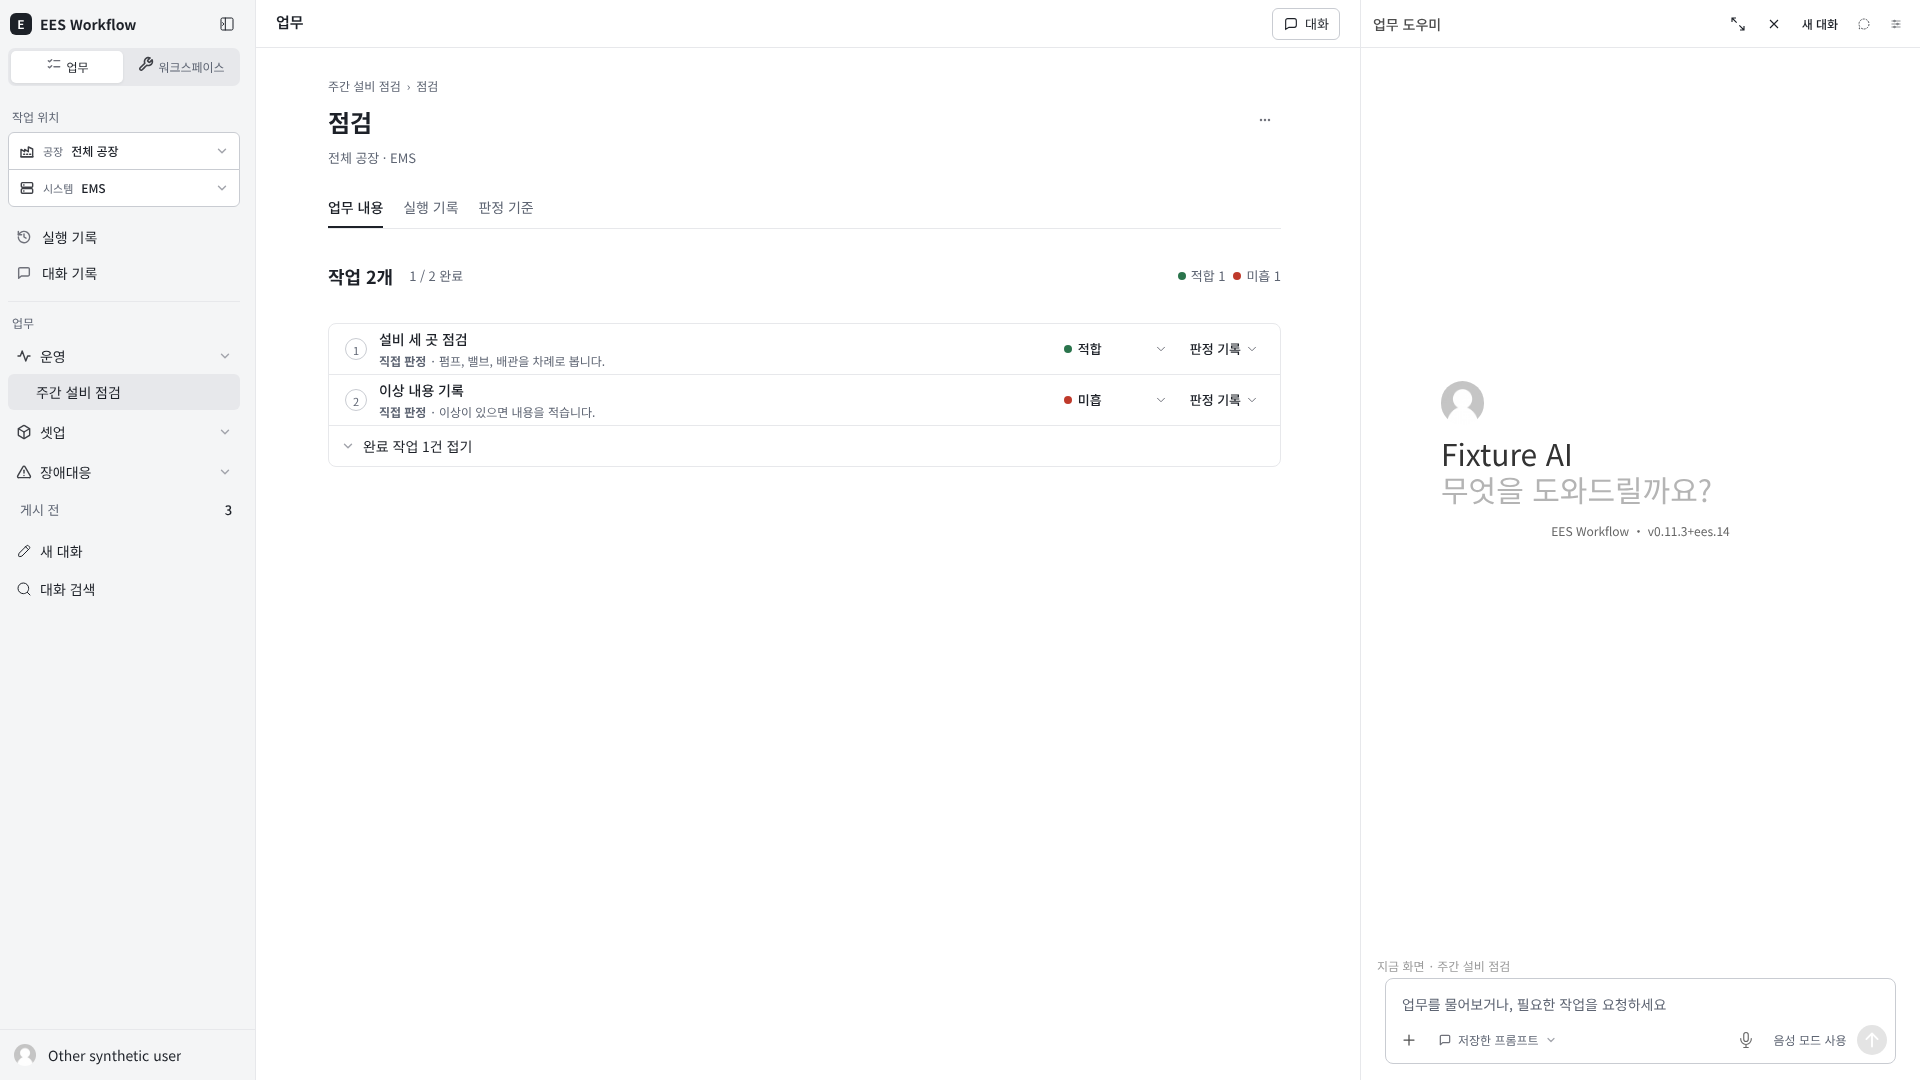 E EES Workflow
업무
워크스페이스
작업 위치
공장 전체 공장
시스템 EMS
실행 기록
대화 기록
업무
운영
주간 설비 점검
셋업
장애대응
게시 전 3
새 대화
대화 검색
Other synthetic user
업무
대화
주간 설비 점검 › 점검
점검
전체 공장 · EMS
업무 내용
실행 기록
판정 기준
작업 2개 1 / 2 완료
적합 1 미흡 1
1 설비 세 곳 점검
직접 판정 · 펌프, 밸브, 배관을 차례로 봅니다.
적합
판정 기록
2 이상 내용 기록
직접 판정 · 이상이 있으면 내용을 적습니다.
미흡
판정 기록
완료 작업 1건 접기
업무 도우미
새 대화
Fixture AI
무엇을 도와드릴까요?
EES Workflow • v0.11.3+ees.14
지금 화면 · 주간 설비 점검
업무를 물어보거나, 필요한 작업을 요청하세요
저장한 프롬프트
음성 모드 사용